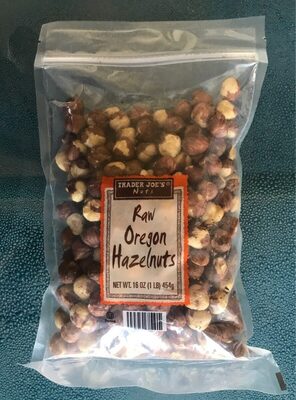 TRADER JOE'S®
Nuts
Raw
Oregon
Hazelnuts
NET WT. 16 OZ (1 LB) 454g